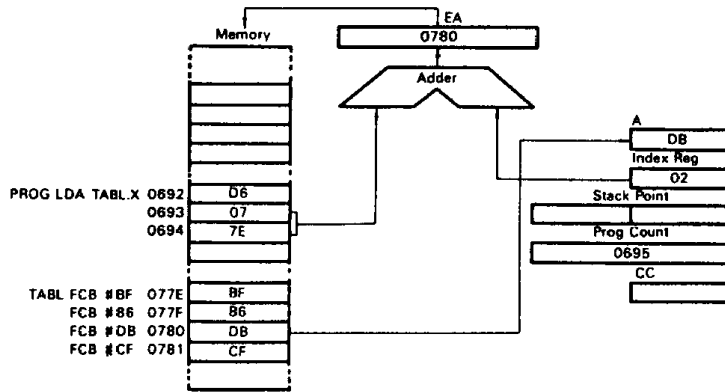 EA
Memory
0780
Adder
A
DB
Index Reg
02
Stack Point
Prog Count
0695
CC
PROG LDA TABL.X 0692 D6
0693 07
0694 7E
TABL FCB #BF 077E BF
FCB #86 077F 86
FCB #DB 0780 DB
FCB #CF 0781 CF